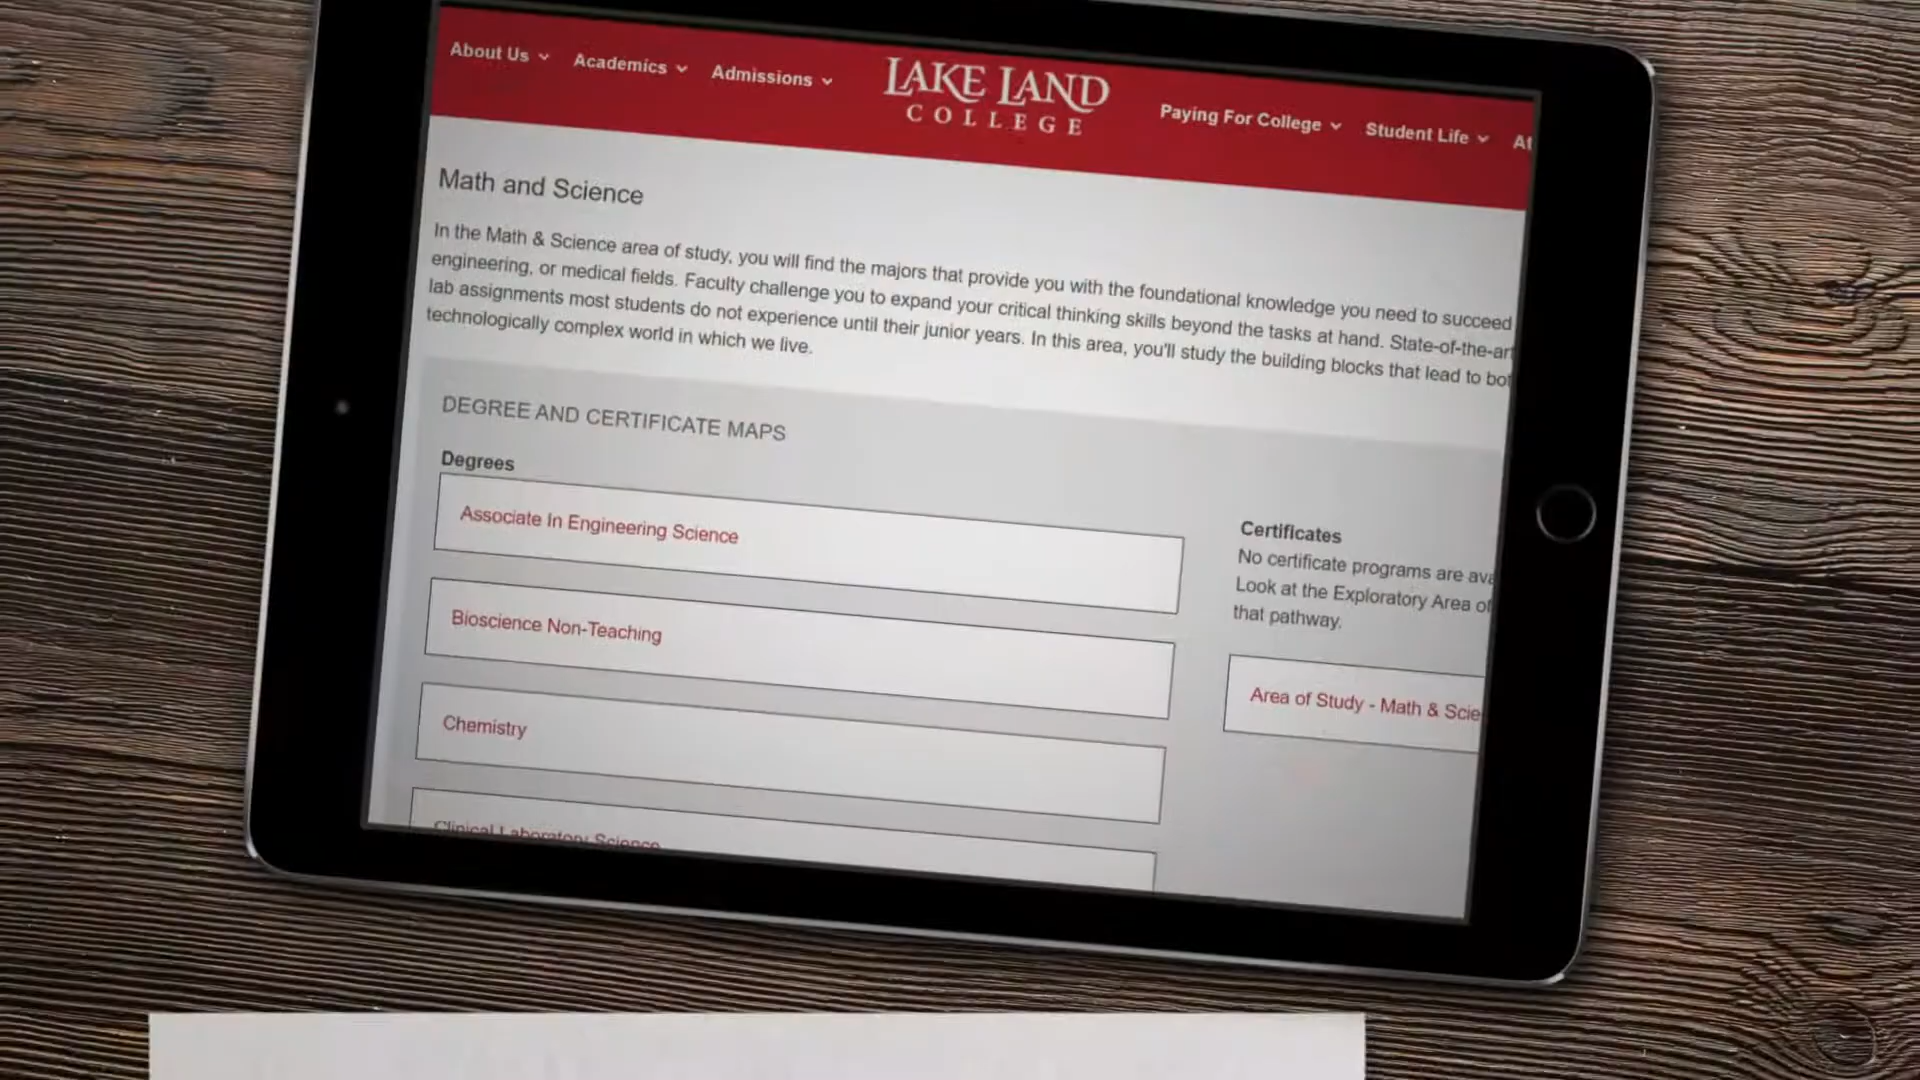 About Us
Academics
Admissions
LAKE LAND
COLLEGE
Paying For College
Student Life
Math and Science
In the Math & Science area of study, you will find the majors that provide you with the foundational knowledge you need to succeed
engineering, or medical fields. Faculty challenge you to expand your critical thinking skills beyond the tasks at hand. State-of-the-art
lab assignments most students do not experience until their junior years. In this area, you'll study the building blocks that lead to
technologically complex world in which we live.
DEGREE AND CERTIFICATE MAPS
Degrees
Associate In Engineering Science
Bioscience Non-Teaching
Chemistry
Clinical Laboratory Science
Certificates
No certificate programs are
Look at the Exploratory Area of
that pathway.
Area of Study - Math &